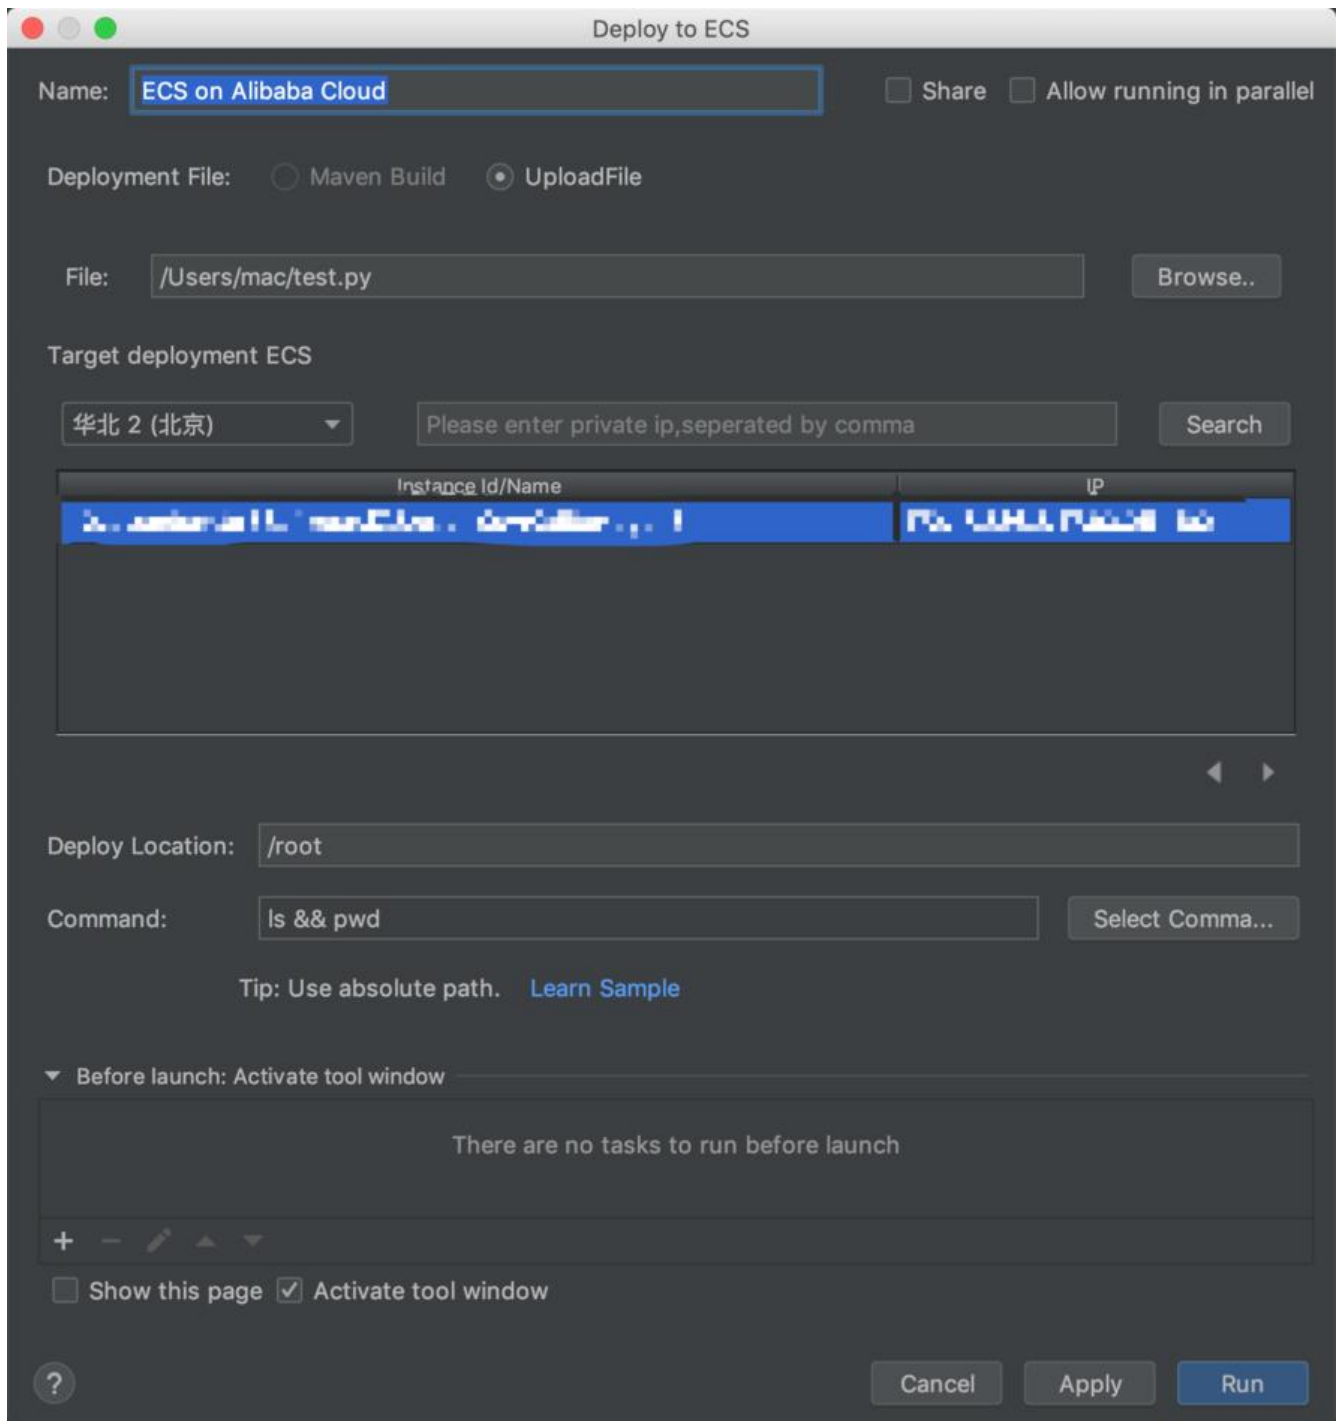 Deploy to ECS
Name: ECS on Alibaba Cloud Share Allow running in parallel
Deployment File: Maven Build UploadFile
File: /Users/mac/test.py Browse..
Target deployment ECS
华北 2 (北京) Please enter private ip,seperated by comma Search
Instance Id/Name IP
Deploy Location: /root
Command: ls && pwd Select Comma...
Tip: Use absolute path. Learn Sample
Before launch: Activate tool window
There are no tasks to run before launch
Show this page Activate tool window
? Cancel Apply Run